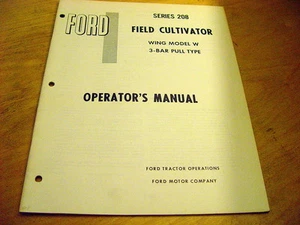 FORD
SERIES 208
FIELD CULTIVATOR
WING MODEL W
3-BAR PULL TYPE
OPERATOR'S MANUAL
FORD TRACTOR OPERATIONS
FORD MOTOR COMPANY